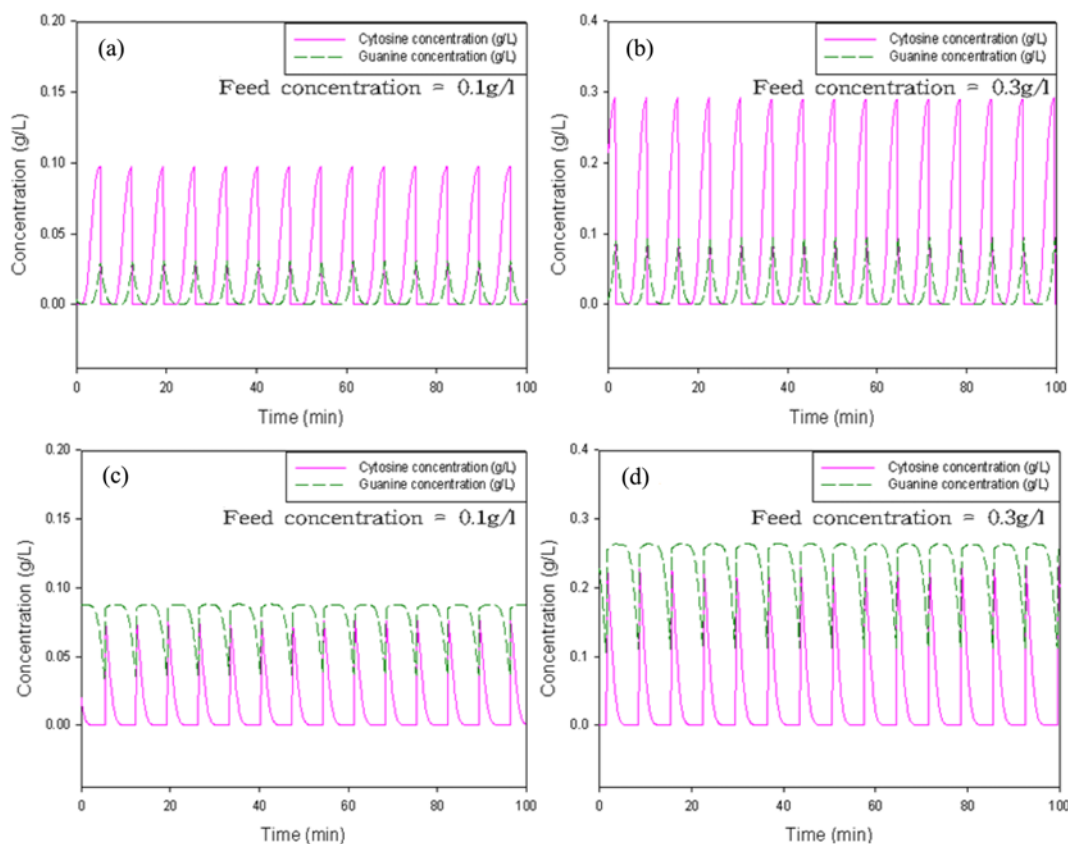 (a)
Cytosine concentration (g/L)
Guanine concentration (g/L)
Feed concentration = 0.1g/l
0.20
0.15
0.10
0.05
0.00
Concentration (g/L)
0 20 40 60 80 100
Time (min)
(b)
Cytosine concentration (g/L)
Guanine concentration (g/L)
Feed concentration = 0.3g/l
0.4
0.3
0.2
0.1
0.0
Concentration (g/L)
0 20 40 60 80 100
Time (min)
(c)
Cytosine concentration (g/L)
Guanine concentration (g/L)
Feed concentration = 0.1g/l
0.20
0.15
0.10
0.05
0.00
Concentration (g/L)
0 20 40 60 80 100
Time (min)
(d)
Cytosine concentration (g/L)
Guanine concentration (g/L)
Feed concentration = 0.3g/l
0.4
0.3
0.2
0.1
0.0
Concentration (g/L)
0 20 40 60 80 100
Time (min)